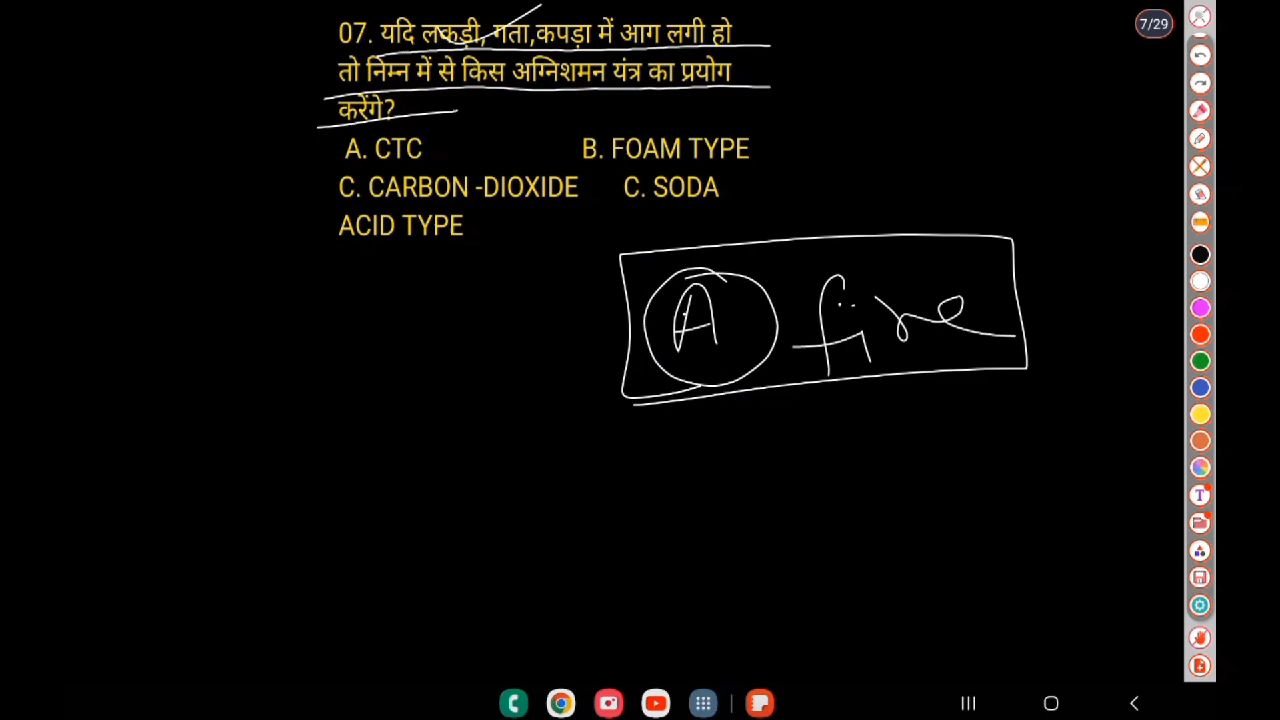 7/29
07. यदि लकड़ी, गता,कपड़ा में आग लगी हो
तो निम्न में से किस अग्निशमन यंत्र का प्रयोग
करेंगे?
A. CTC B. FOAM TYPE
C. CARBON -DIOXIDE C. SODA
ACID TYPE
A fire
T